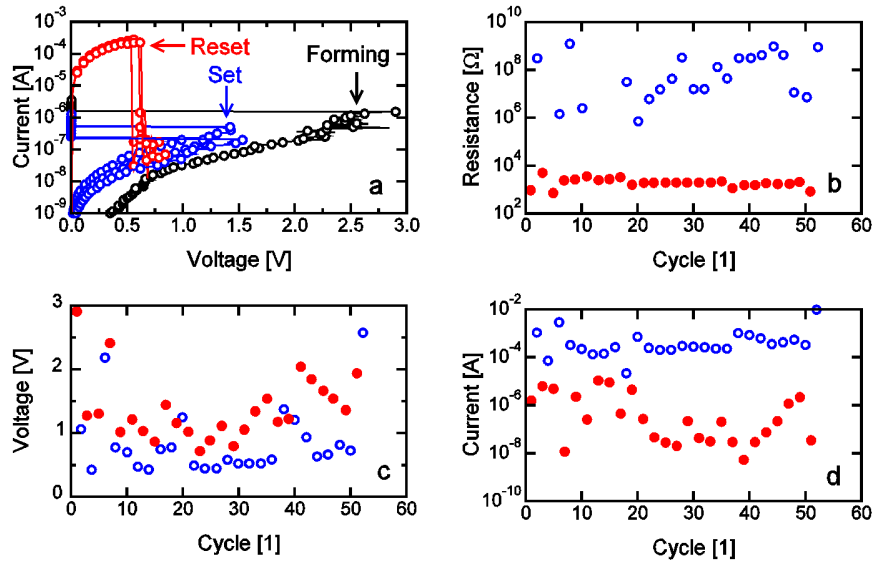 Current [A]
10⁻³
10⁻⁴
10⁻⁵
10⁻⁶
10⁻⁷
10⁻⁸
10⁻⁹
Reset
Set
Forming
a
0.0 0.5 1.0 1.5 2.0 2.5 3.0
Voltage [V]
Resistance [Ω]
10¹⁰
10⁸
10⁶
10⁴
10²
b
0 10 20 30 40 50 60
Cycle [1]
Voltage [V]
3
2
1
0
c
0 10 20 30 40 50 60
Cycle [1]
Current [A]
10⁻²
10⁻⁴
10⁻⁶
10⁻⁸
10⁻¹⁰
d
0 10 20 30 40 50 60
Cycle [1]